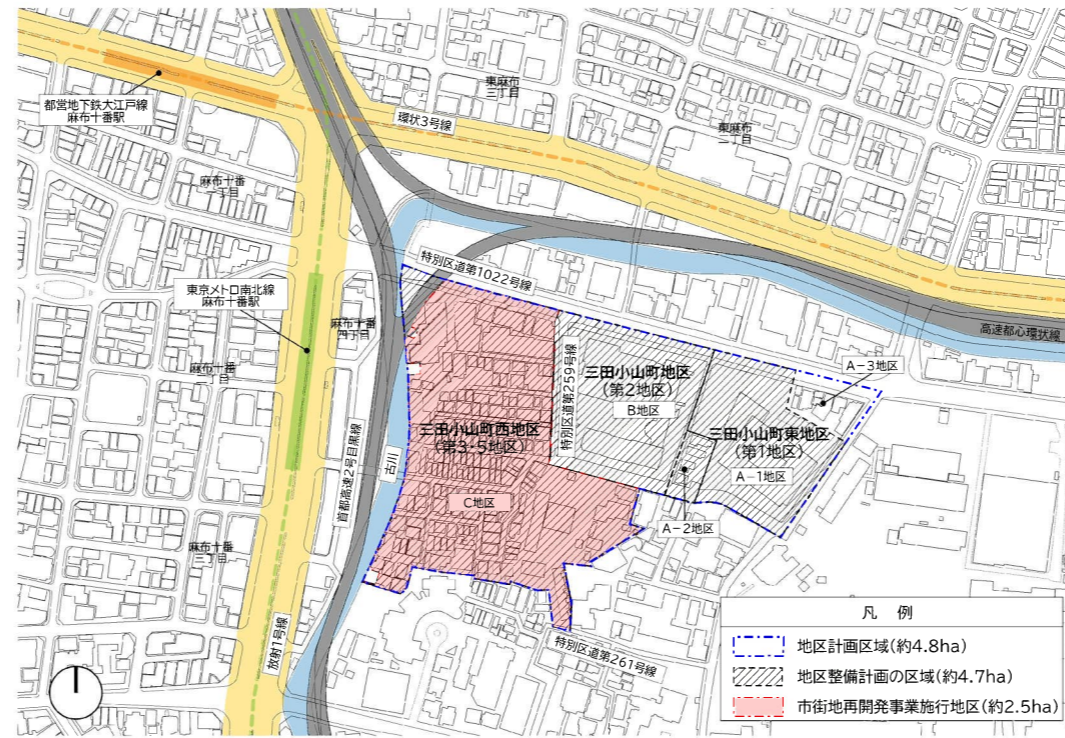 東麻布
三丁目
都営地下鉄大江戸線
麻布十番駅
環状3号線
東麻布
二丁目
麻布十番
一丁目
特別区道第1022号線
東京メトロ南北線
麻布十番駅
麻布十番
四丁目
高速都心環状線
麻布十番
二丁目
A-3地区
三田小山町地区
(第2地区)
B地区
特別区道第259号線
三田小山町西地区
(第3・5地区)
三田小山町東地区
(第1地区)
A-1地区
首都高速2号目黒線
古川
C地区
A-2地区
麻布十番
三丁目
放射1号線
特別区道第261号線
凡 例
地区計画区域(約4.8ha)
地区整備計画の区域(約4.7ha)
市街地再開発事業施行地区(約2.5ha)